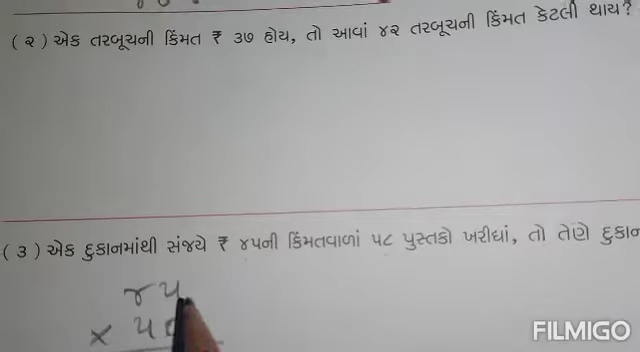 (૨) એક તરબૂચની કિંમત ₹ ૩૭ હોય, તો આવાં ૪૨ તરબૂચની કિંમત કેટલી થાય?
(૩) એક દુકાનમાંથી સંજયે ₹ ૪૫ની કિંમતવાળાં ૫૮ પુસ્તકો ખરીધાં, તો તેણે દુકાન
૪૫
× ૫૮
FILMIGO